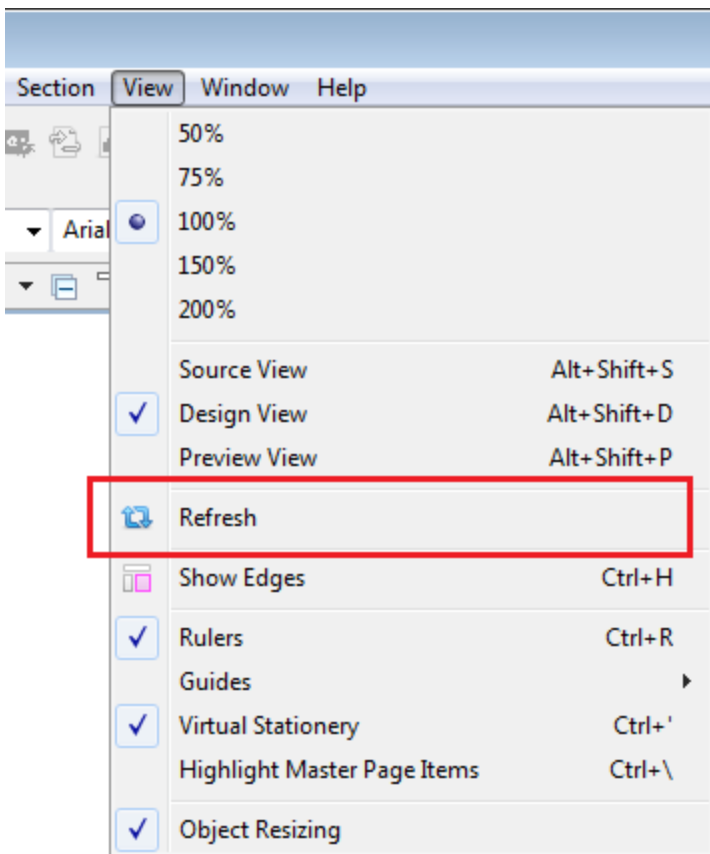 Section View Window Help
50%
75%
Arial 100%
150%
200%
Source View Alt+Shift+S
Design View Alt+Shift+D
Preview View Alt+Shift+P
Refresh
Show Edges Ctrl+H
Rulers Ctrl+R
Guides
Virtual Stationery Ctrl+'
Highlight Master Page Items Ctrl+\
Object Resizing